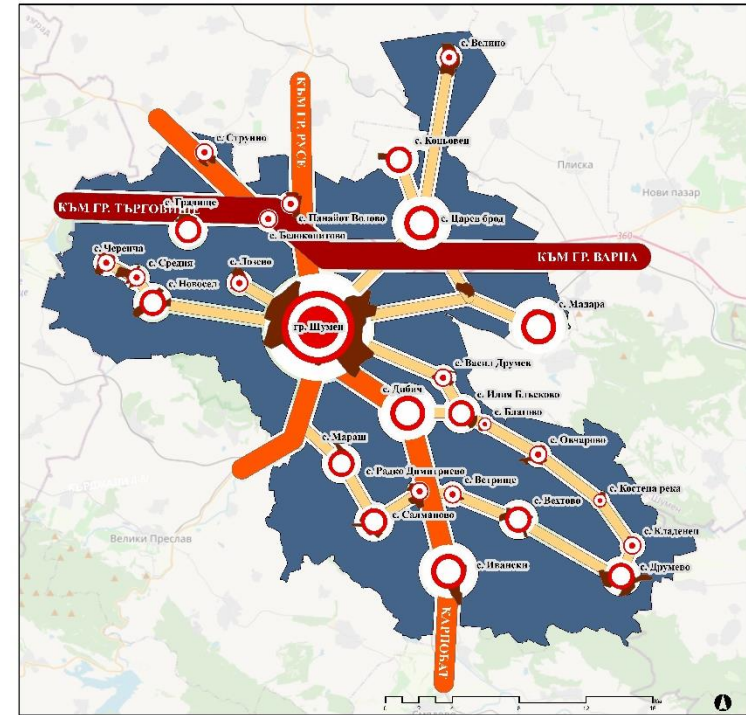 с. Велино
КЪМ ГР. РУСЕ
с. Струино
с. Коньовец
Плиска
Нови пазар
с. Градище
КЪМ ГР. ТЪРГОВИЩЕ
с. Панайот Волово
с. Белокопитово
с. Царев брод
КЪМ ГР. ВАРНА
с. Черенча
с. Средня
с. Новосел
с. Лозево
с. Мадара
гр. Шумен
с. Васил Друмев
с. Дибич
с. Илия Блъсково
с. Благово
с. Мараш
с. Овчарово
с. Радко Димитриево
с. Ветрище
с. Костена река
с. Салманово
с. Вехтово
Велики Преслав
с. Кладенец
с. Друмево
с. Ивански
КАРНОБАТ